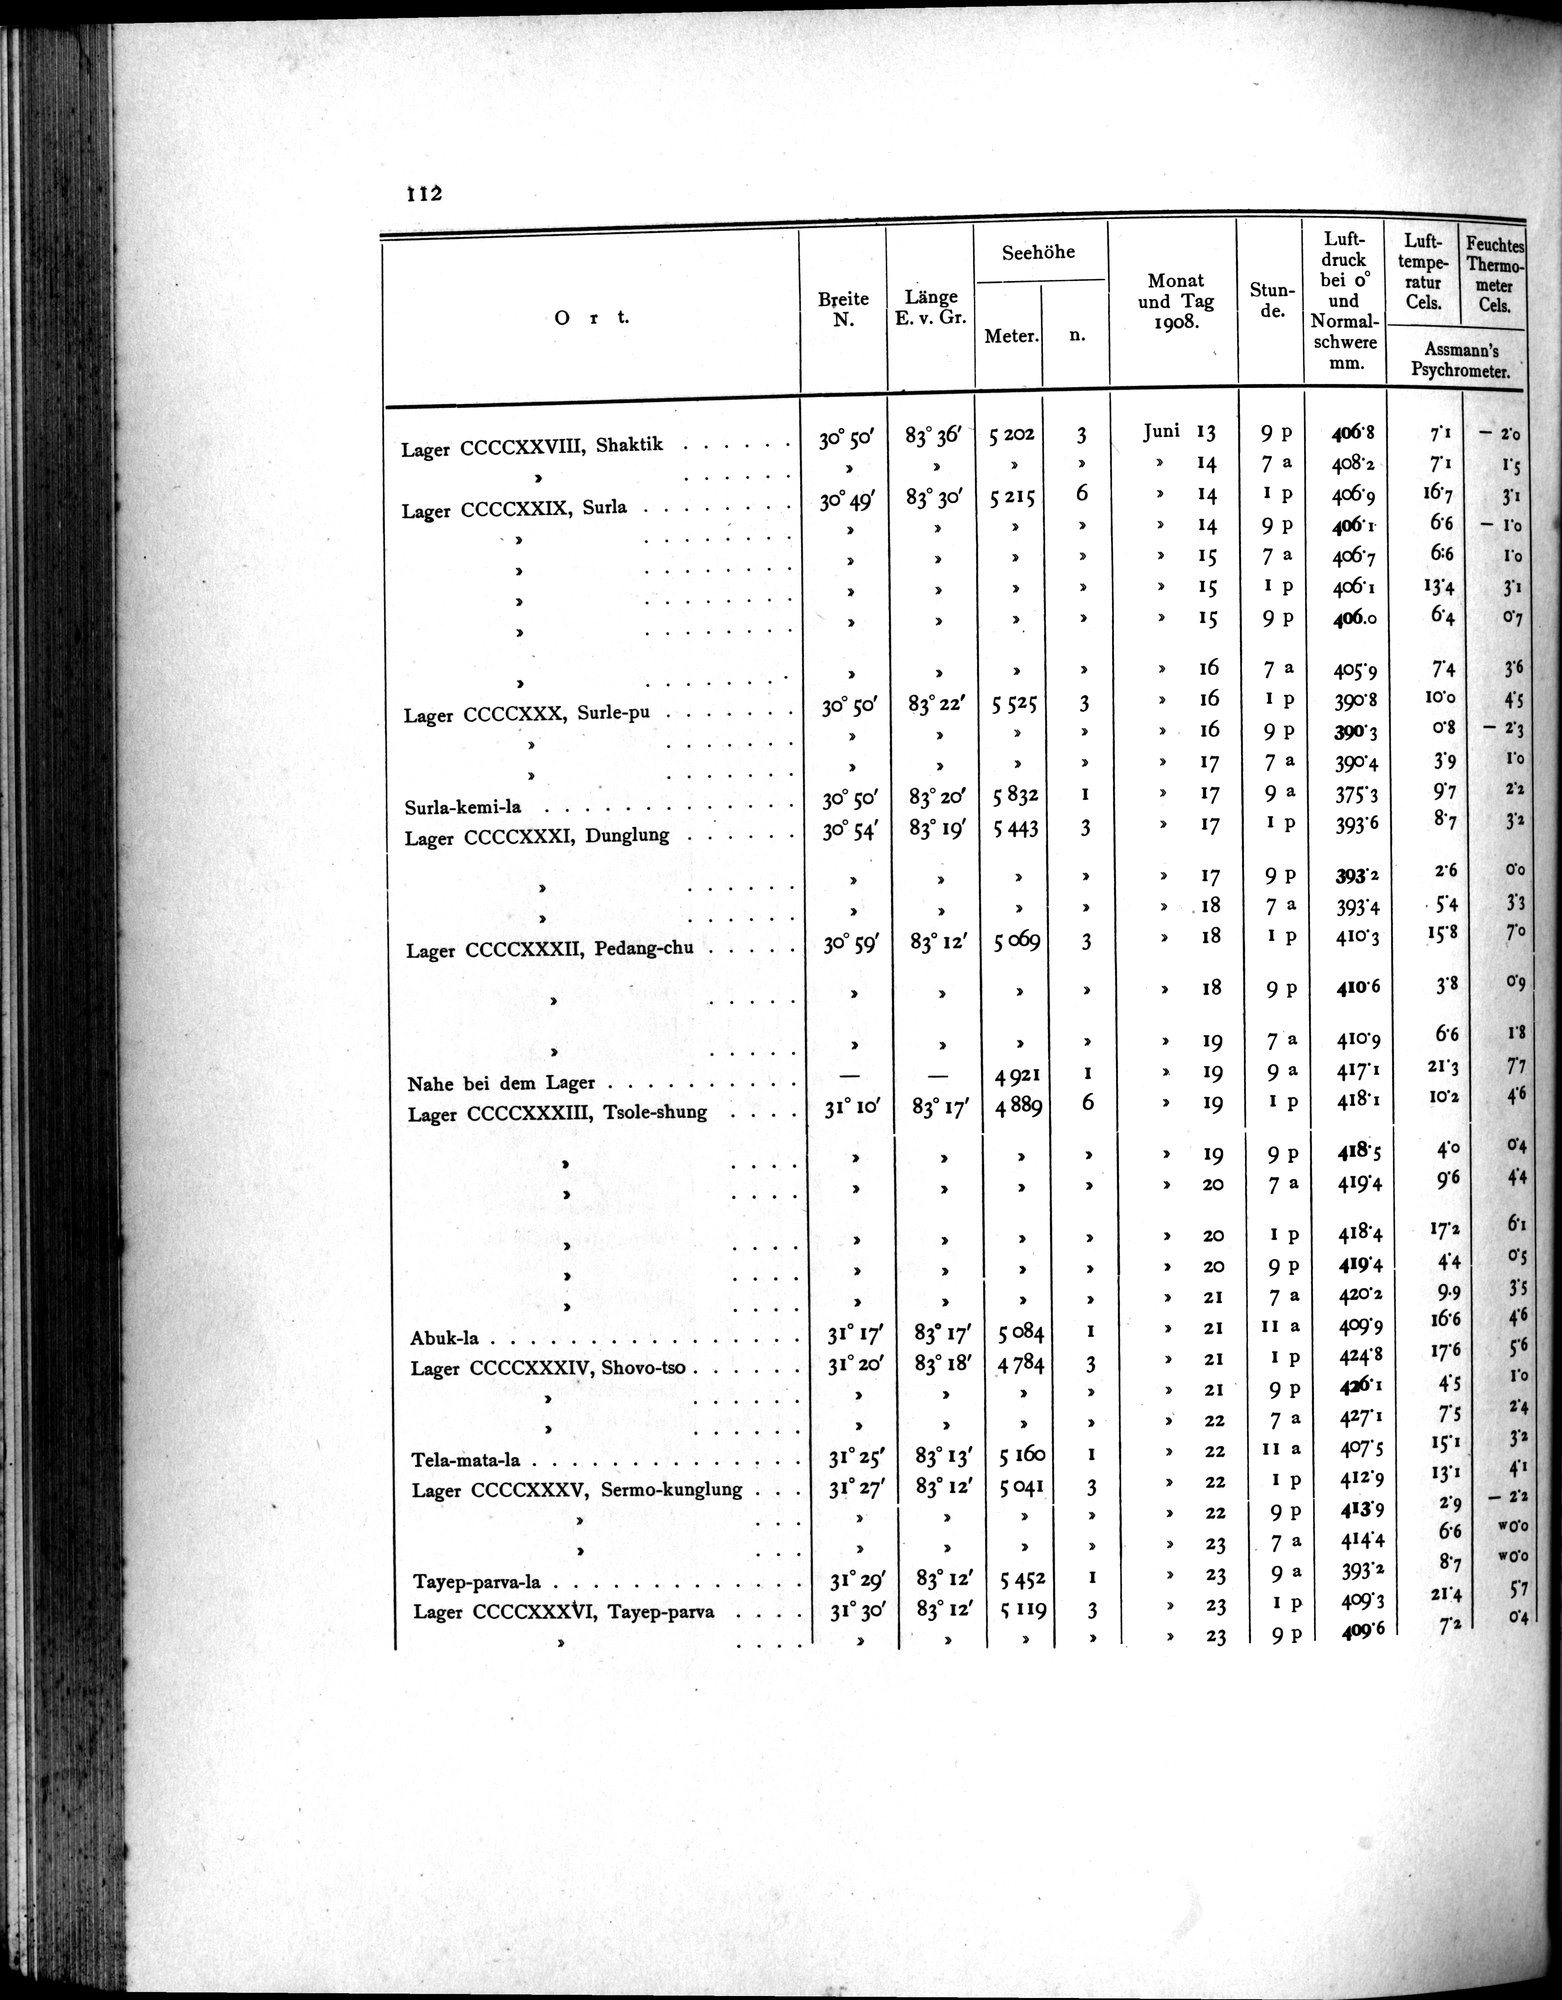 112
O r t. | Breite N. | Länge E. v. Gr. | Seehöhe Meter. | Seehöhe n. | Monat und Tag 1908. | Stun-de. | Luft-druck bei 0° und Normal-schwere mm. | Luft-tempe-ratur Cels. | Feuchtes Thermo-meter Cels.
Assmann's Psychrometer.
Lager CCCCXXVIII, Shaktik . . . . . . | 30° 50′ | 83° 36′ | 5 202 | 3 | Juni 13 | 9 p | 406·8 | 7·1 | — 2·0
» . . . . . . | » | » | » | » | » 14 | 7 a | 408·2 | 7·1 | 1·5
Lager CCCCXXIX, Surla . . . . . . . . | 30° 49′ | 83° 30′ | 5 215 | 6 | » 14 | 1 p | 406·9 | 16·7 | 3·1
» . . . . . . . . | » | » | » | » | » 14 | 9 p | 406·1 | 6·6 | — 1·0
» . . . . . . . . | » | » | » | » | » 15 | 7 a | 406·7 | 6:6 | 1·0
» . . . . . . . . | » | » | » | » | » 15 | 1 p | 406·1 | 13·4 | 3·1
» . . . . . . . . | » | » | » | » | » 15 | 9 p | 406.0 | 6·4 | 0·7
» . . . . . . . . | » | » | » | » | » 16 | 7 a | 405·9 | 7·4 | 3·6
Lager CCCCXXX, Surle-pu . . . . . . . | 30° 50′ | 83° 22′ | 5 525 | 3 | » 16 | 1 p | 390·8 | 10·0 | 4·5
» . . . . . . . | » | » | » | » | » 16 | 9 p | 390·3 | 0·8 | — 2·3
» . . . . . . . | » | » | » | » | » 17 | 7 a | 390·4 | 3·9 | 1·0
Surla-kemi-la . . . . . . . . . . . . . | 30° 50′ | 83° 20′ | 5 832 | 1 | » 17 | 9 a | 375·3 | 9·7 | 2·2
Lager CCCCXXXI, Dunglung . . . . . . | 30° 54′ | 83° 19′ | 5 443 | 3 | » 17 | 1 p | 393·6 | 8·7 | 3·2
» . . . . . . | » | » | » | » | » 17 | 9 p | 393·2 | 2·6 | 0·0
» . . . . . . | » | » | » | » | » 18 | 7 a | 393·4 | 5·4 | 3·3
Lager CCCCXXXII, Pedang-chu . . . . . | 30° 59′ | 83° 12′ | 5 069 | 3 | » 18 | 1 p | 410·3 | 15·8 | 7·0
» . . . . . | » | » | » | » | » 18 | 9 p | 410·6 | 3·8 | 0·9
» . . . . . | » | » | » | » | » 19 | 7 a | 410·9 | 6·6 | 1·8
Nahe bei dem Lager . . . . . . . . . . | — | — | 4 921 | 1 | » 19 | 9 a | 417·1 | 21·3 | 7·7
Lager CCCCXXXIII, Tsole-shung . . . . | 31° 10′ | 83° 17′ | 4 889 | 6 | » 19 | 1 p | 418·1 | 10·2 | 4·6
» . . . . | » | » | » | » | » 19 | 9 p | 418·5 | 4·0 | 0·4
» . . . . | » | » | » | » | » 20 | 7 a | 419·4 | 9·6 | 4·4
» . . . . | » | » | » | » | » 20 | 1 p | 418·4 | 17·2 | 6·1
» . . . . | » | » | » | » | » 20 | 9 p | 419·4 | 4·4 | 0·5
» . . . . | » | » | » | » | » 21 | 7 a | 420·2 | 9.9 | 3·5
Abuk-la . . . . . . . . . . . . . . . | 31° 17′ | 83° 17′ | 5 084 | 1 | » 21 | 11 a | 409·9 | 16·6 | 4·6
Lager CCCCXXXIV, Shovo-tso . . . . . . | 31° 20′ | 83° 18′ | 4 784 | 3 | » 21 | 1 p | 424·8 | 17·6 | 5·6
» . . . . . . | » | » | » | » | » 21 | 9 p | 426·1 | 4·5 | 1·0
» . . . . . . | » | » | » | » | » 22 | 7 a | 427·1 | 7·5 | 2·4
Tela-mata-la . . . . . . . . . . . . . . | 31° 25′ | 83° 13′ | 5 160 | 1 | » 22 | 11 a | 407·5 | 15·1 | 3·2
Lager CCCCXXXV, Sermo-kunglung . . . | 31° 27′ | 83° 12′ | 5 041 | 3 | » 22 | 1 p | 412·9 | 13·1 | 4·1
» . . . | » | » | » | » | » 22 | 9 p | 413·9 | 2·9 | — 2·2
» . . . | » | » | » | » | » 23 | 7 a | 414·4 | 6·6 | w0·0
Tayep-parva-la . . . . . . . . . . . . . | 31° 29′ | 83° 12′ | 5 452 | 1 | » 23 | 9 a | 393·2 | 8·7 | w0·0
Lager CCCCXXXVI, Tayep-parva . . . . | 31° 30′ | 83° 12′ | 5 119 | 3 | » 23 | 1 p | 409·3 | 21·4 | 5·7
» . . . . | » | » | » | » | » 23 | 9 p | 409·6 | 7·2 | 0·4